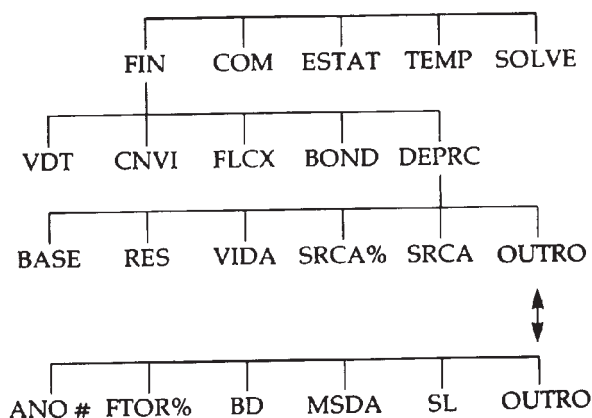 FIN COM ESTAT TEMP SOLVE
VDT CNVI FLCX BOND DEPRC
BASE RES VIDA SRCA% SRCA OUTRO
ANO # FTOR% BD MSDA SL OUTRO